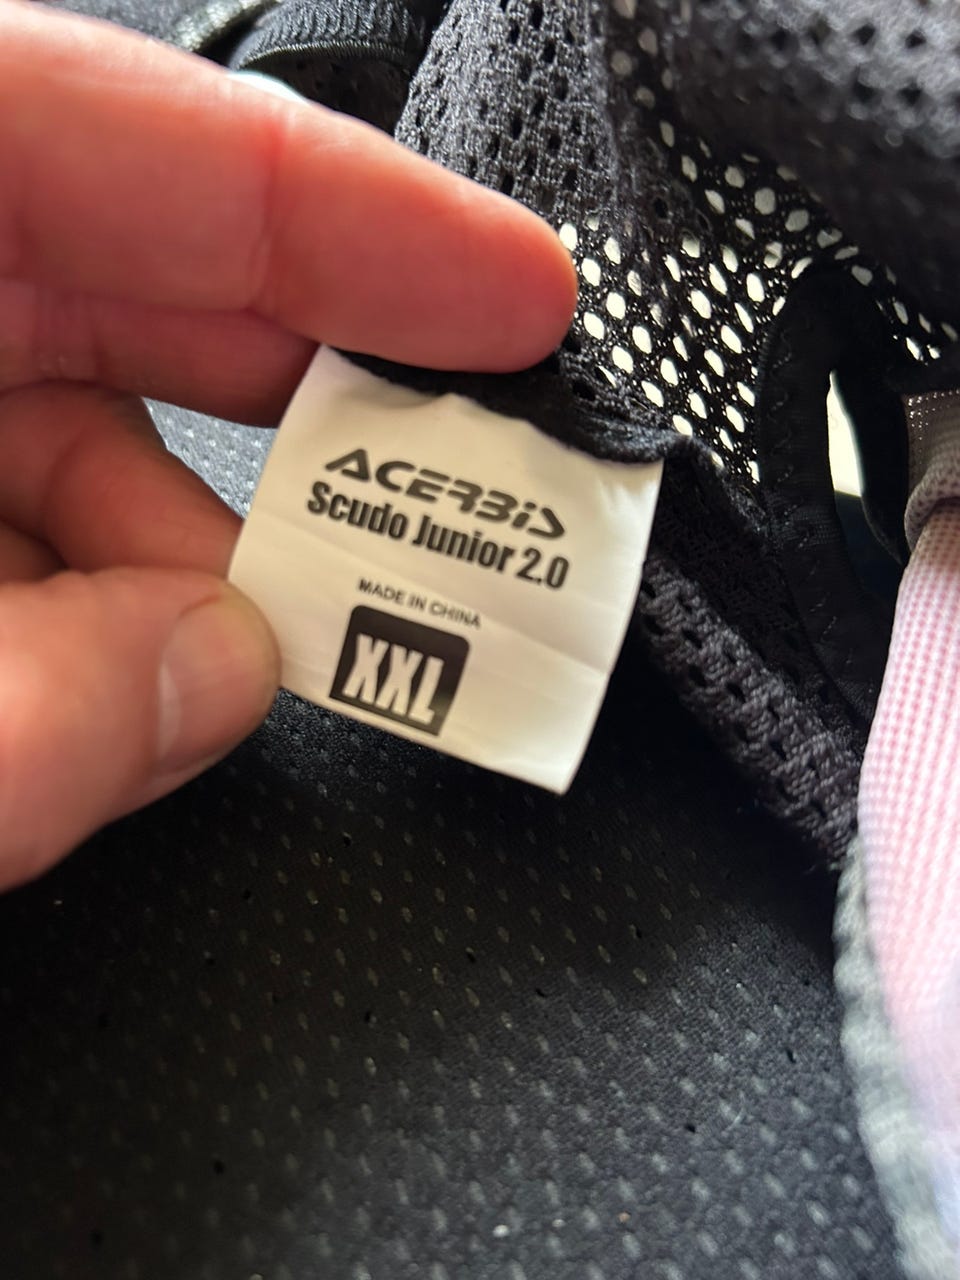 ACERBIS
Scudo Junior 2.0
MADE IN CHINA
XXL